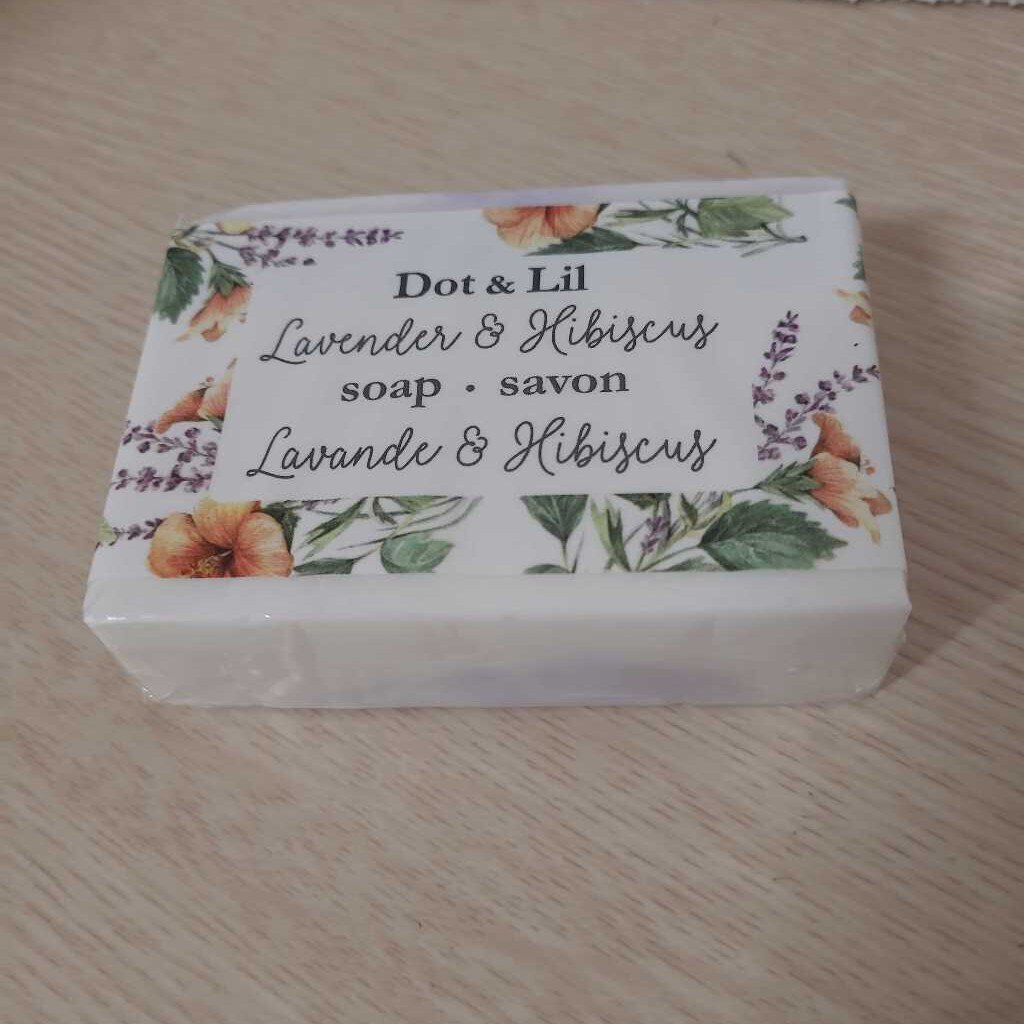 Dot & Lil
Lavender & Hibiscus
soap · savon
Lavande & Hibiscus